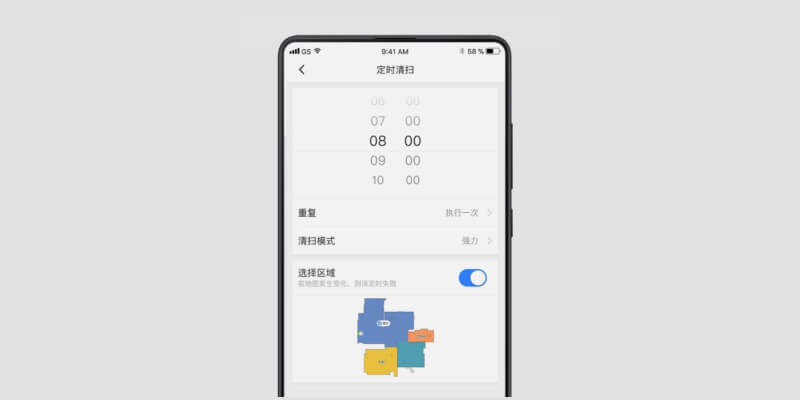 GS
9:41 AM
58 %
定时清扫
06 00
07 00
08 00
09 00
10 00
重复 执行一次
清扫模式 强力
选择区域
若地图发生变化，则该定时失败